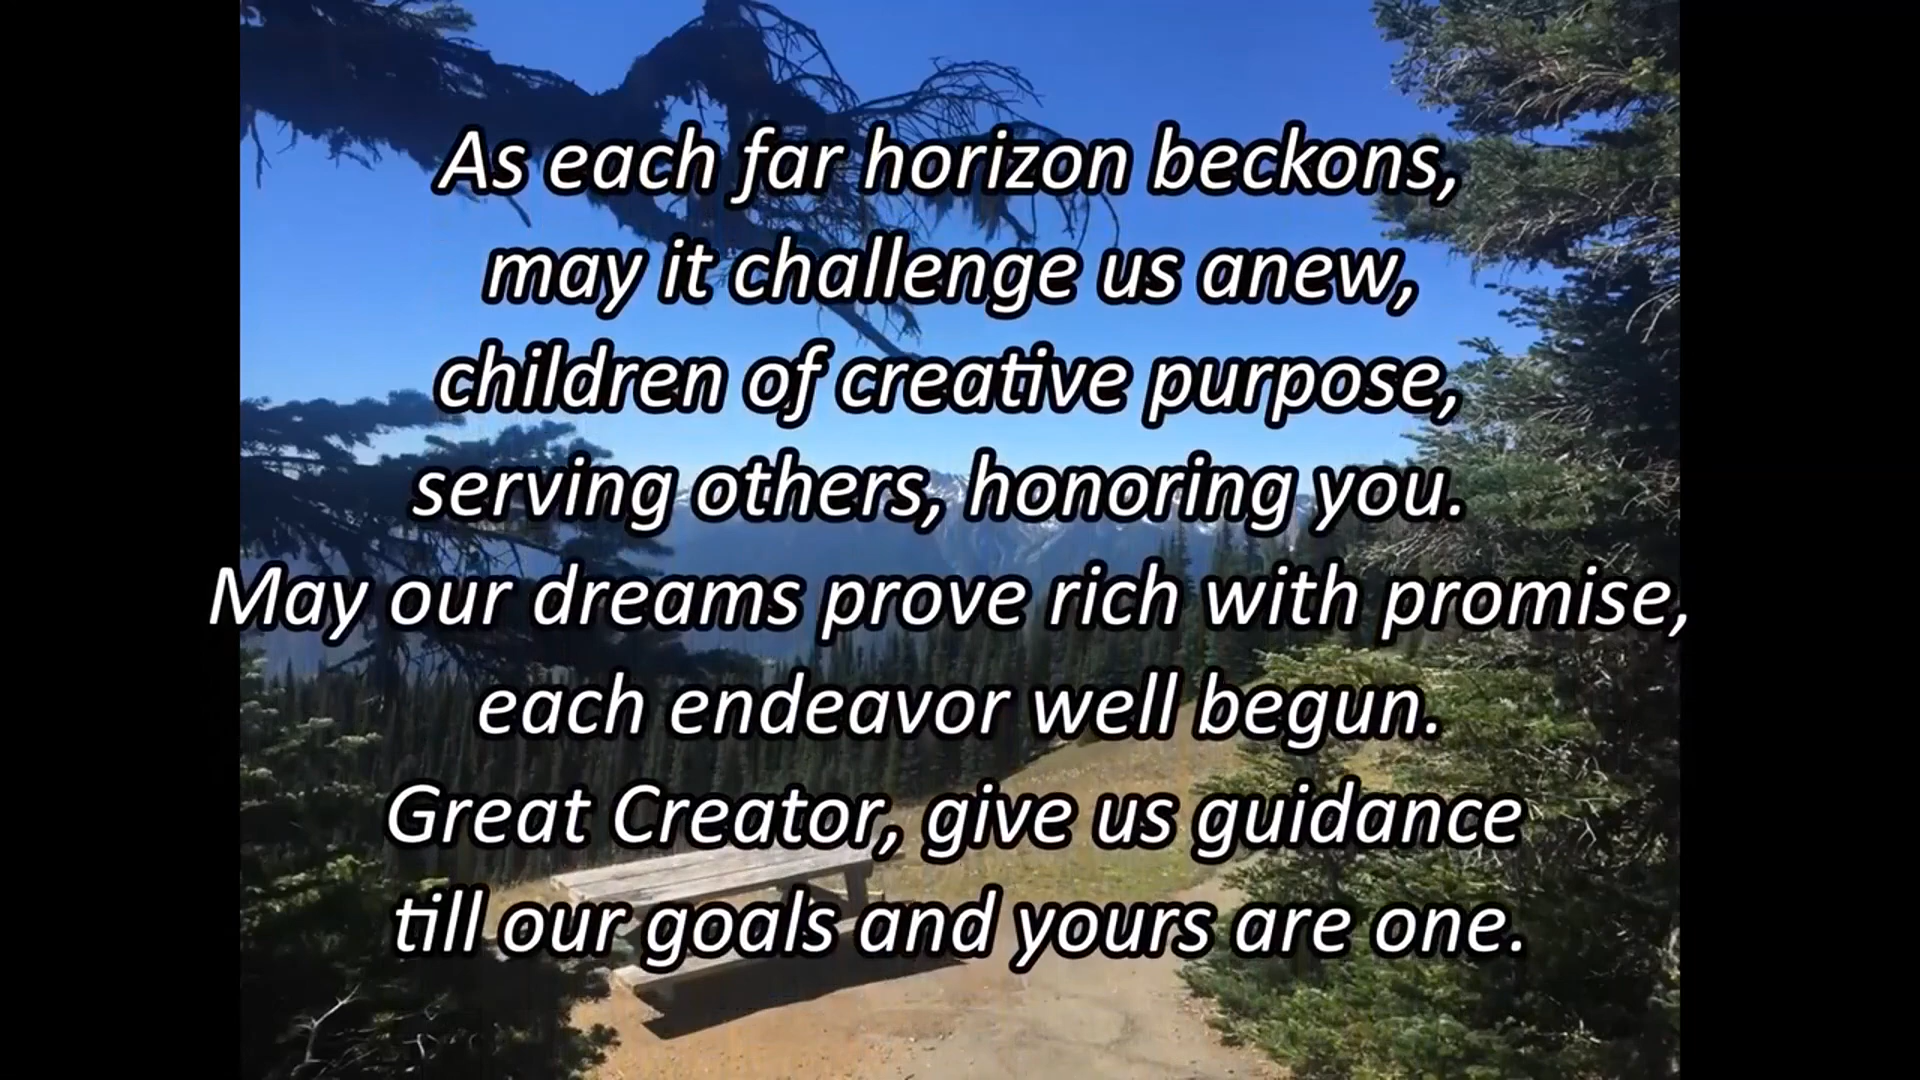 As each far horizon beckons,
may it challenge us anew,
children of creative purpose,
serving others, honoring you.
May our dreams prove rich with promise,
each endeavor well begun.
Great Creator, give us guidance
till our goals and yours are one.